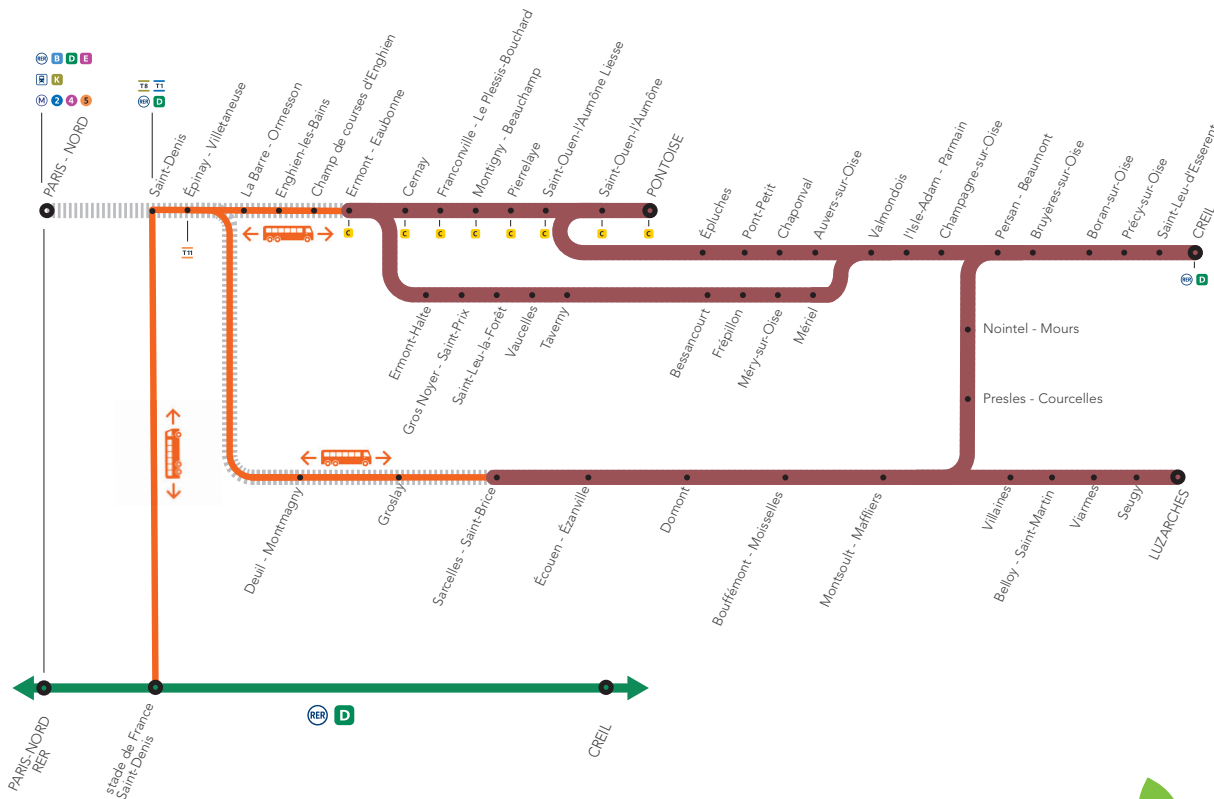 RER B D E
K
M 2 4 5
PARIS - NORD
T8 T1
RER D
Saint-Denis
Épinay - Villetaneuse
T11
La Barre - Ormesson
Enghien-les-Bains
Champ de courses d'Enghien
Ermont - Eaubonne
C
Cernay
C
Franconville - Le Plessis-Bouchard
C
Montigny - Beauchamp
C
Pierrelaye
C
Saint-Ouen-l'Aumône Liesse
C
Saint-Ouen-l'Aumône
C
PONTOISE
C
Épluches
Pont-Petit
Chaponval
Auvers-sur-Oise
Valmondois
l'Isle-Adam - Parmain
Champagne-sur-Oise
Persan - Beaumont
Bruyères-sur-Oise
Boran-sur-Oise
Précy-sur-Oise
Saint-Leu-d'Esserent
CREIL
RER D
Ermont-Halte
Gros Noyer - Saint-Prix
Saint-Leu-la-Forêt
Vaucelles
Taverny
Bessancourt
Frépillon
Méry-sur-Oise
Mériel
Nointel - Mours
Presles - Courcelles
Deuil - Montmagny
Groslay
Sarcelles - Saint-Brice
Écouen - Ézanville
Domont
Bouffémont - Moisselles
Montsoult - Maffliers
Villaines
Belloy - Saint-Martin
Viarmes
Seugy
LUZARCHES
PARIS-NORD
RER
stade de France
Saint-Denis
RER D
CREIL